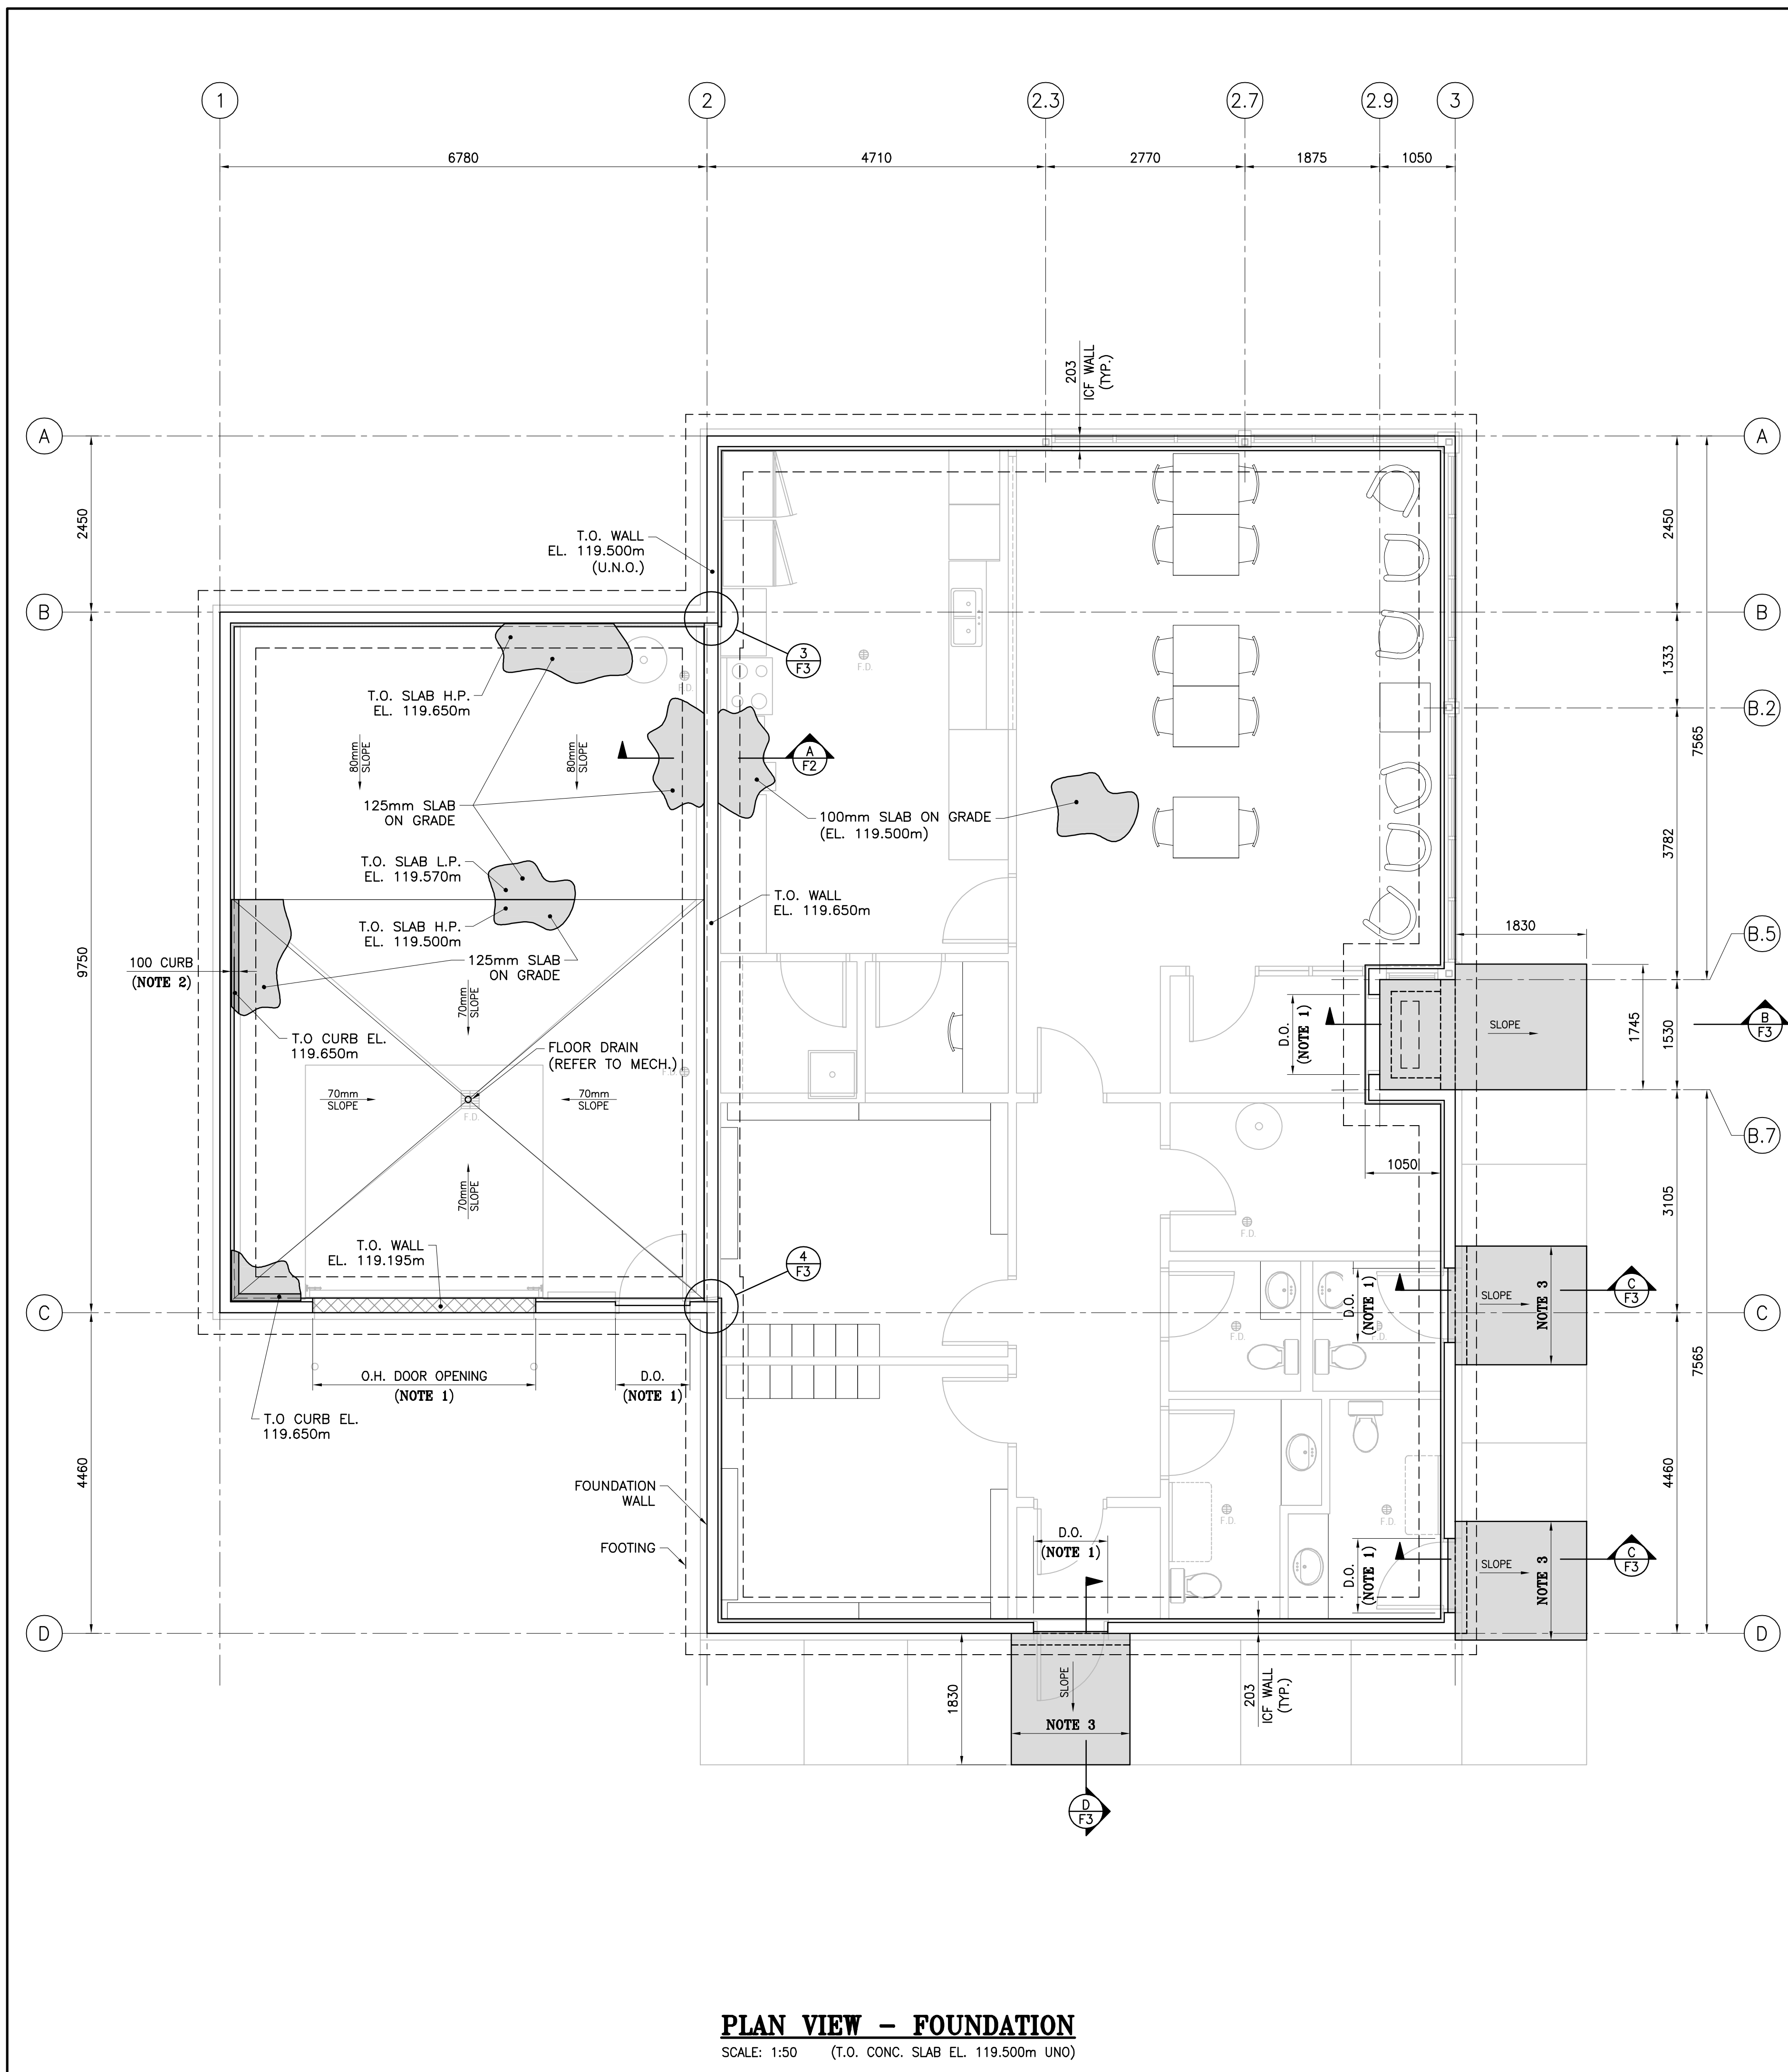 1
2
2.3
2.7
2.9
3
6780
4710
2770
1875
1050
203
ICF WALL
(TYP.)
A
A
2450
2450
T.O. WALL
EL. 119.500m
(U.N.O.)
B
B
3
F3
F.D.
F.D.
1333
T.O. SLAB H.P.
EL. 119.650m
B.2
7565
80mm
SLOPE
80mm
SLOPE
A
F2
125mm SLAB
ON GRADE
100mm SLAB ON GRADE
(EL. 119.500m)
3782
T.O. SLAB L.P.
EL. 119.570m
T.O. WALL
EL. 119.650m
T.O. SLAB H.P.
EL. 119.500m
1830
B.5
9750
100 CURB
(NOTE 2)
125mm SLAB
ON GRADE
70mm
SLOPE
D.O.
(NOTE 1)
SLOPE
1745
1530
B
F3
T.O CURB EL.
119.650m
FLOOR DRAIN
(REFER TO MECH.)
F.D.
70mm
SLOPE
70mm
SLOPE
F.D.
B.7
1050
70mm
SLOPE
3105
F.D.
T.O. WALL
EL. 119.195m
4
F3
D.O.
(NOTE 1)
SLOPE
NOTE 3
C
F3
C
C
F.D.
F.D.
O.H. DOOR OPENING
(NOTE 1)
D.O.
(NOTE 1)
7565
T.O CURB EL.
119.650m
4460
4460
FOUNDATION
WALL
F.D.
F.D.
FOOTING
D.O.
(NOTE 1)
D.O.
(NOTE 1)
SLOPE
NOTE 3
C
F3
D
D
1830
SLOPE
NOTE 3
203
ICF WALL
(TYP.)
D
F3
PLAN VIEW – FOUNDATION
SCALE: 1:50 (T.O. CONC. SLAB EL. 119.500m UNO)